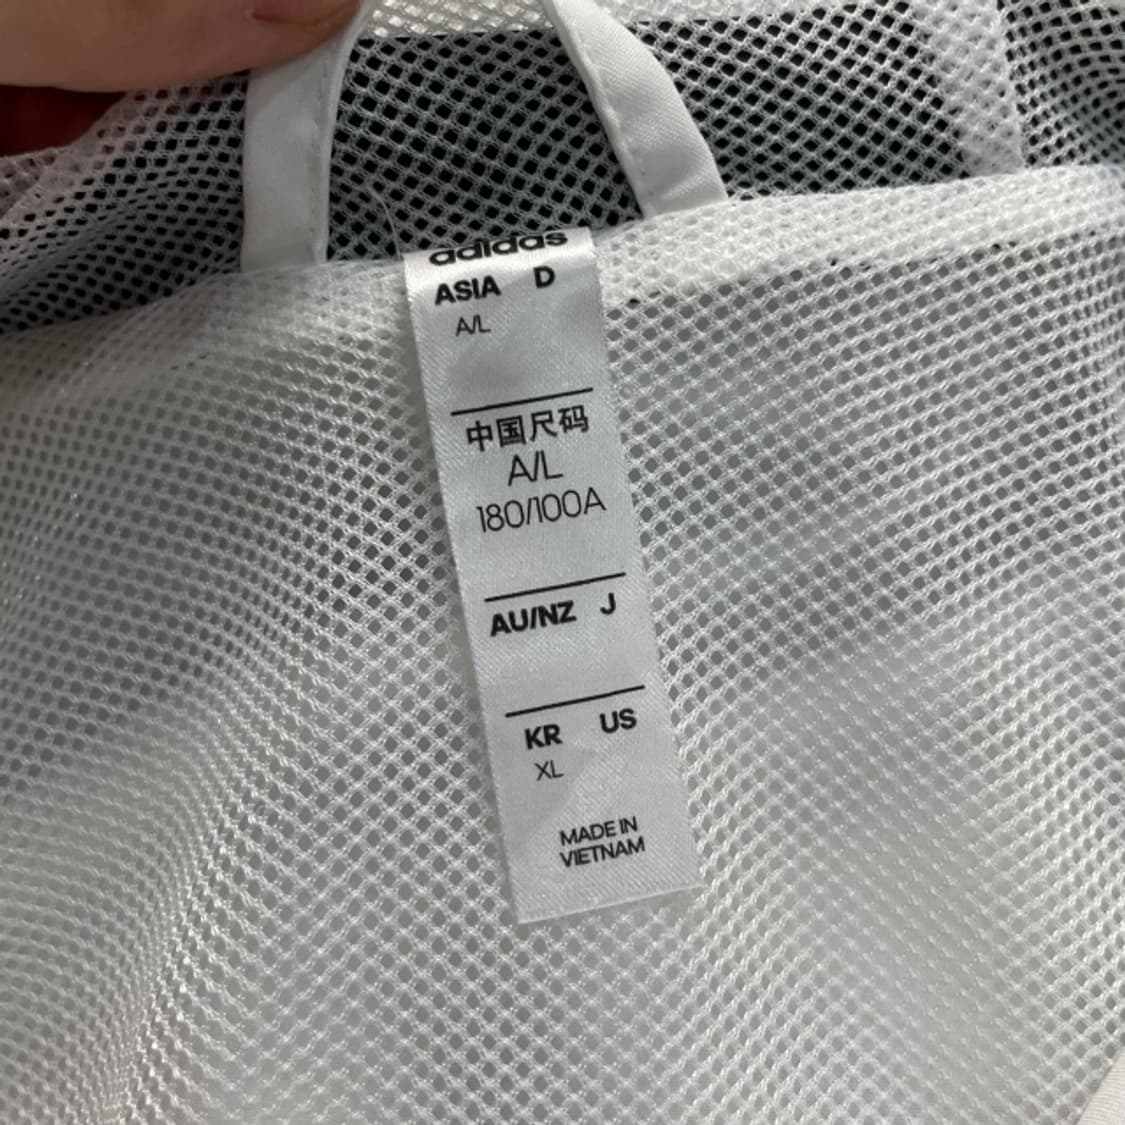 adidas
ASIA D
A/L
中国尺码
A/L
180/100A
AU/NZ J
KR US
XL
MADE IN
VIETNAM